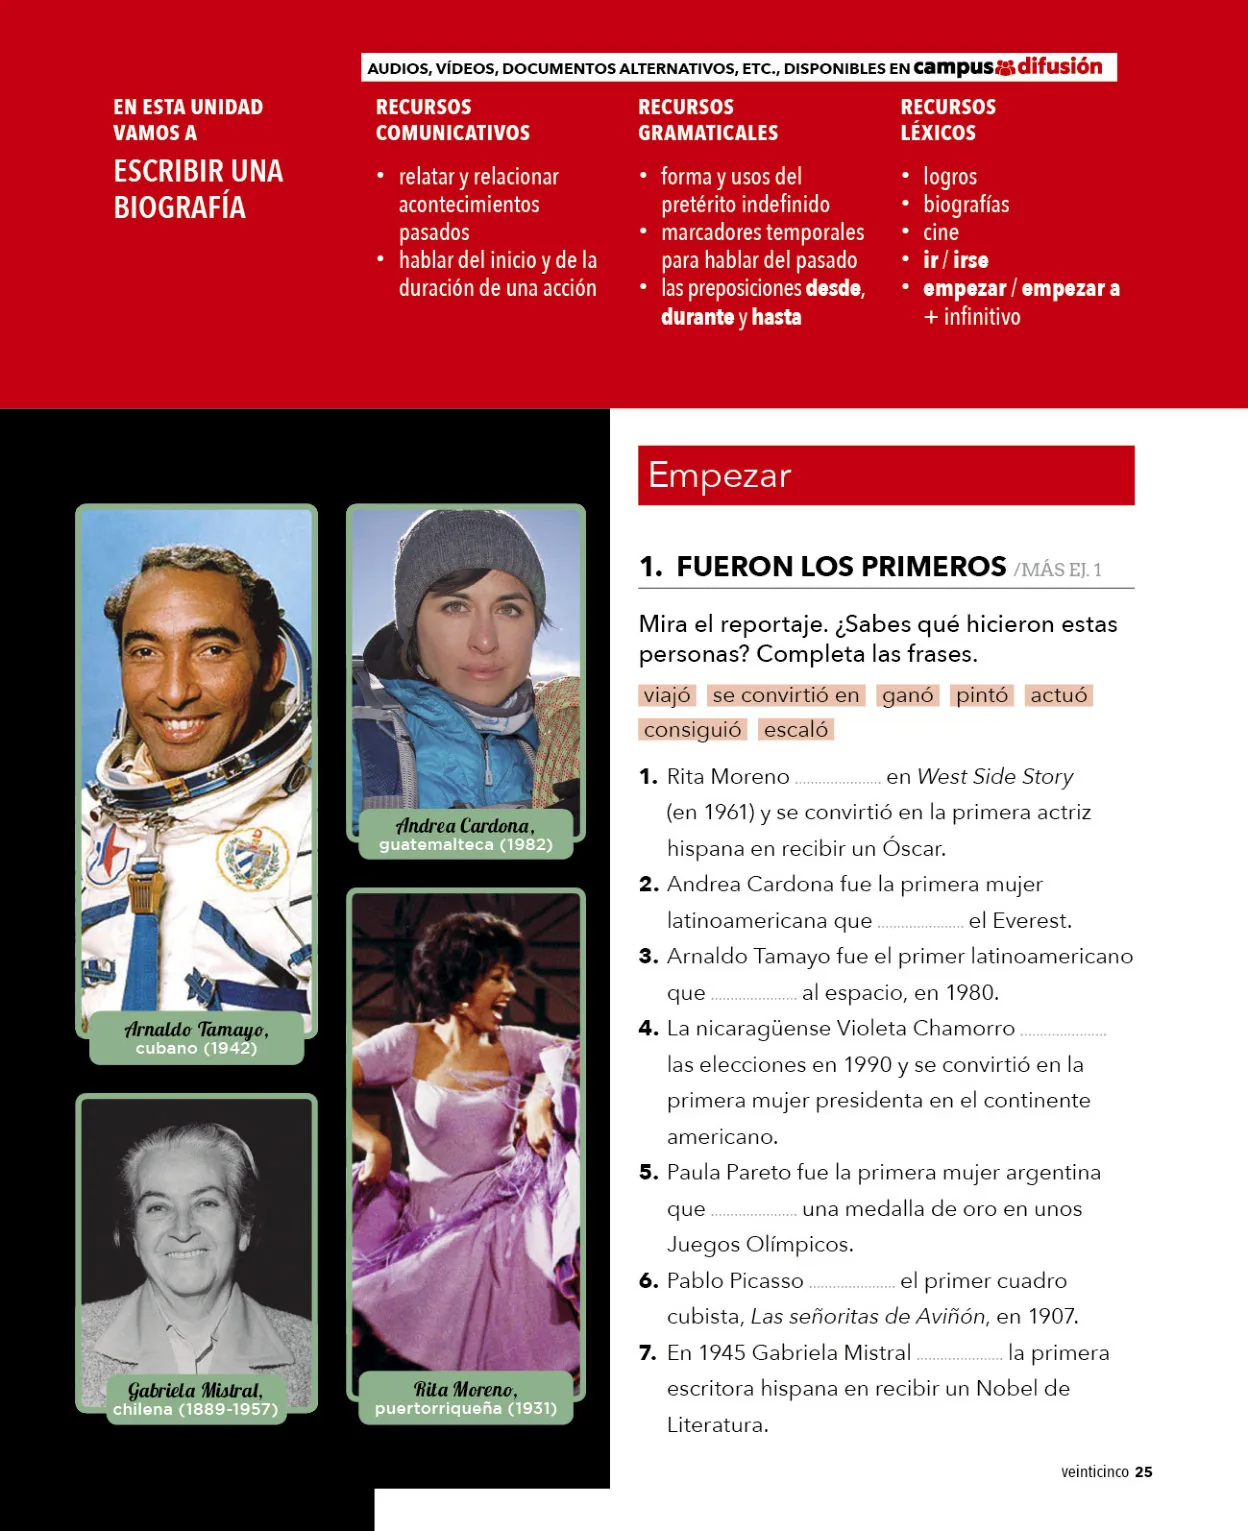 AUDIOS, VÍDEOS, DOCUMENTOS ALTERNATIVOS, ETC., DISPONIBLES EN campus difusión
EN ESTA UNIDAD
VAMOS A
ESCRIBIR UNA
BIOGRAFÍA
RECURSOS
COMUNICATIVOS
• relatar y relacionar
acontecimientos
pasados
• hablar del inicio y de la
duración de una acción
RECURSOS
GRAMATICALES
• forma y usos del
pretérito indefinido
• marcadores temporales
para hablar del pasado
• las preposiciones desde,
durante y hasta
RECURSOS
LÉXICOS
• logros
• biografías
• cine
• ir / irse
• empezar / empezar a
+ infinitivo
Arnaldo Tamayo,
cubano (1942)
Andrea Cardona,
guatemalteca (1982)
Gabriela Mistral,
chilena (1889-1957)
Rita Moreno,
puertorriqueña (1931)
Empezar
1. FUERON LOS PRIMEROS /MÁS EJ. 1
Mira el reportaje. ¿Sabes qué hicieron estas
personas? Completa las frases.
viajó se convirtió en ganó pintó actuó
consiguió escaló
1. Rita Moreno ...................... en West Side Story
(en 1961) y se convirtió en la primera actriz
hispana en recibir un Óscar.
2. Andrea Cardona fue la primera mujer
latinoamericana que ...................... el Everest.
3. Arnaldo Tamayo fue el primer latinoamericano
que ...................... al espacio, en 1980.
4. La nicaragüense Violeta Chamorro ......................
las elecciones en 1990 y se convirtió en la
primera mujer presidenta en el continente
americano.
5. Paula Pareto fue la primera mujer argentina
que ...................... una medalla de oro en unos
Juegos Olímpicos.
6. Pablo Picasso ...................... el primer cuadro
cubista, Las señoritas de Aviñón, en 1907.
7. En 1945 Gabriela Mistral ...................... la primera
escritora hispana en recibir un Nobel de
Literatura.
veinticinco 25